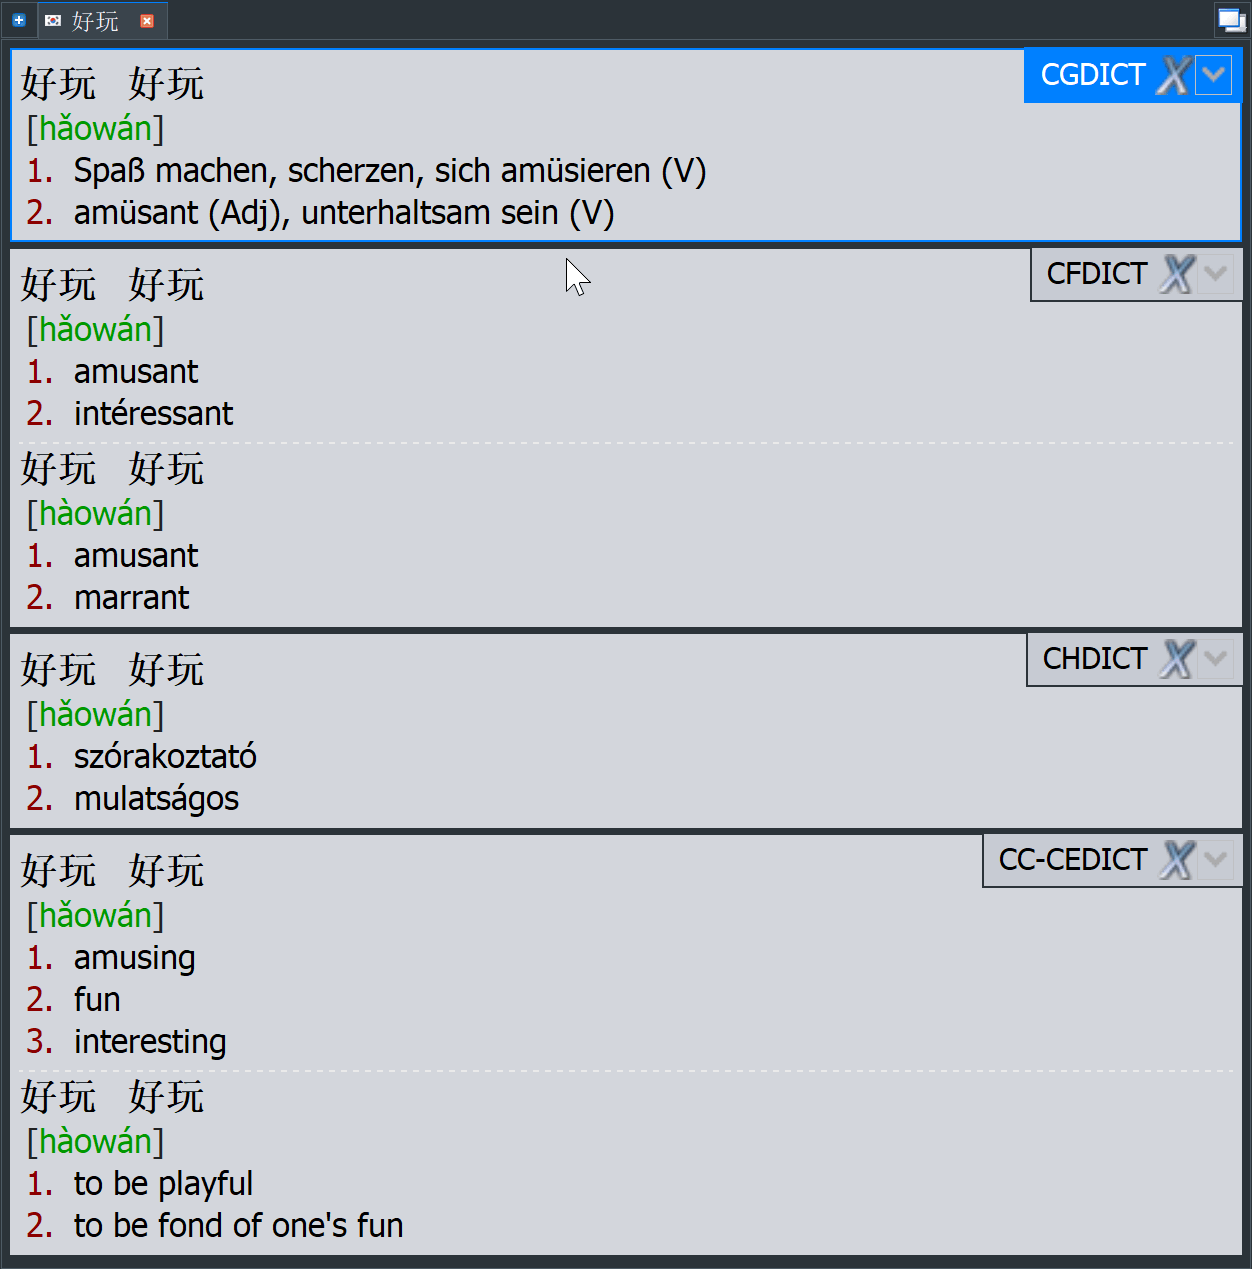 好玩
好玩 好玩
CGDICT
[hǎowán]
1. Spaß machen, scherzen, sich amüsieren (V)
2. amüsant (Adj), unterhaltsam sein (V)
好玩 好玩
CFDICT
[hǎowán]
1. amusant
2. intéressant
好玩 好玩
[hàowán]
1. amusant
2. marrant
好玩 好玩
CHDICT
[hǎowán]
1. szórakoztató
2. mulatságos
好玩 好玩
CC-CEDICT
[hǎowán]
1. amusing
2. fun
3. interesting
好玩 好玩
[hàowán]
1. to be playful
2. to be fond of one's fun